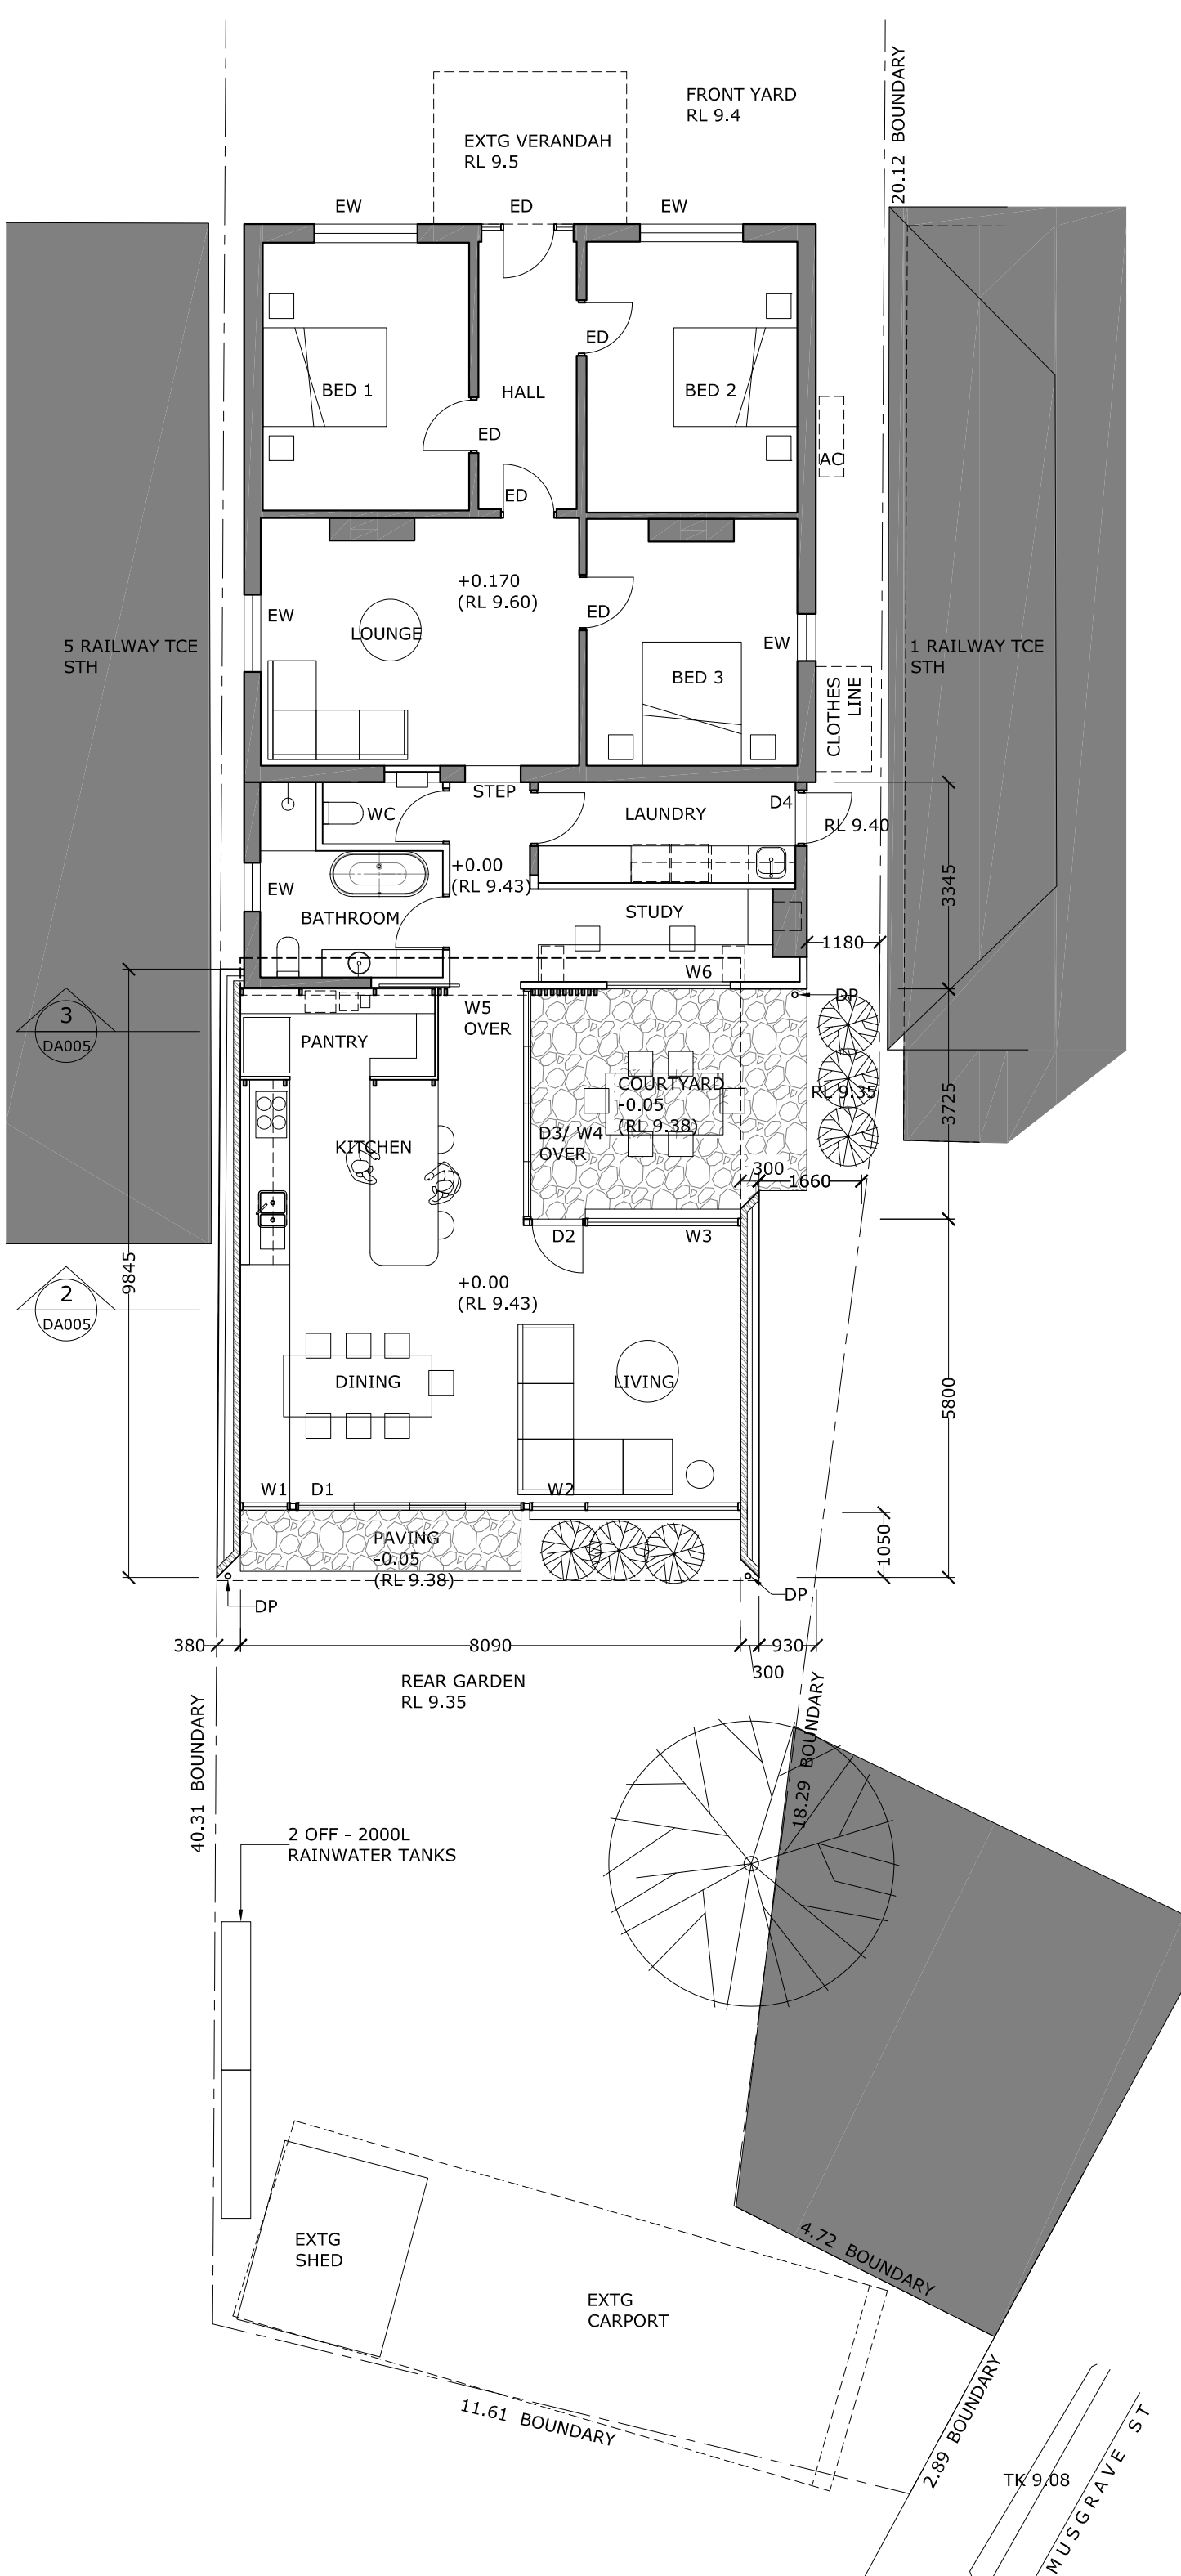 20.12 BOUNDARY
FRONT YARD
RL 9.4
EXTG VERANDAH
RL 9.5
EW
ED
EW
ED
BED 1
HALL
BED 2
ED
AC
ED
+0.170
(RL 9.60)
EW
ED
LOUNGE
EW
5 RAILWAY TCE
STH
1 RAILWAY TCE
STH
BED 3
CLOTHES
LINE
STEP
D4
WC
LAUNDRY
RL 9.40
+0.00
(RL 9.43)
EW
3345
BATHROOM
STUDY
1180
W6
DP
3
DA005
W5
OVER
PANTRY
COURTYARD
-0.05
(RL 9.38)
RL 9.35
3725
D3/ W4
OVER
KITCHEN
300
1660
D2
W3
9845
2
DA005
+0.00
(RL 9.43)
DINING
LIVING
5800
W1
D1
W2
PAVING
-0.05
(RL 9.38)
1050
DP
DP
380
8090
930
300
REAR GARDEN
RL 9.35
40.31 BOUNDARY
18.29 BOUNDARY
2 OFF - 2000L
RAINWATER TANKS
EXTG
SHED
4.72 BOUNDARY
EXTG
CARPORT
11.61 BOUNDARY
2.89 BOUNDARY
TK 9.08
MUSGRAVE ST